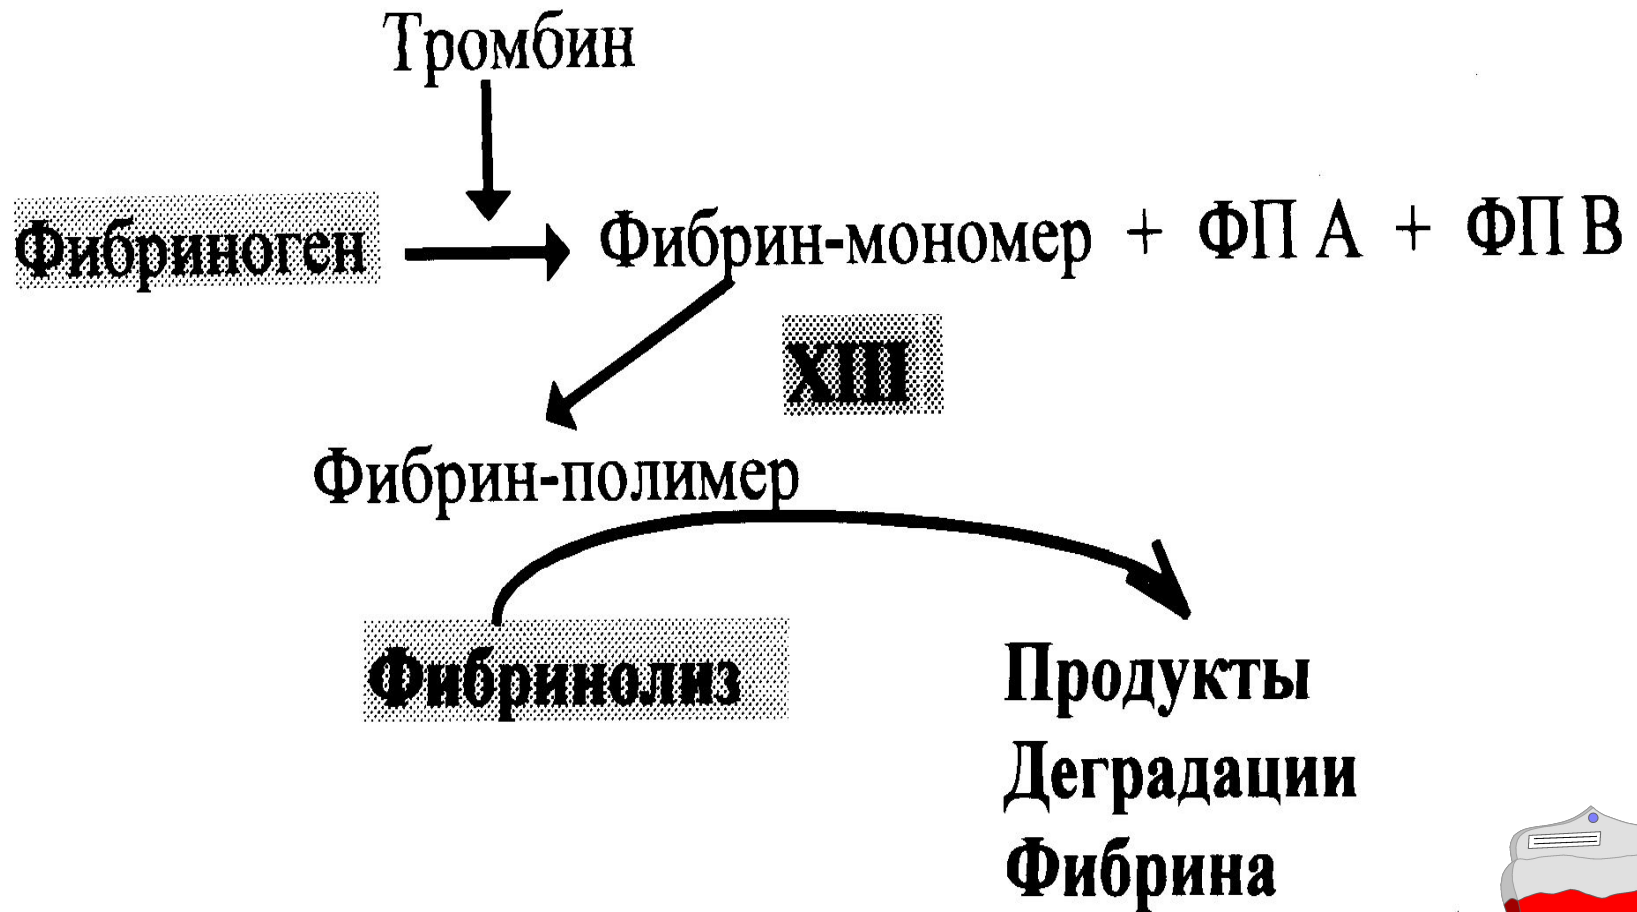 Тромбин
Фибриноген Фибрин-мономер + ФП А + ФП В
XIII
Фибрин-полимер
Фибринолиз
Продукты
Деградации
Фибрина